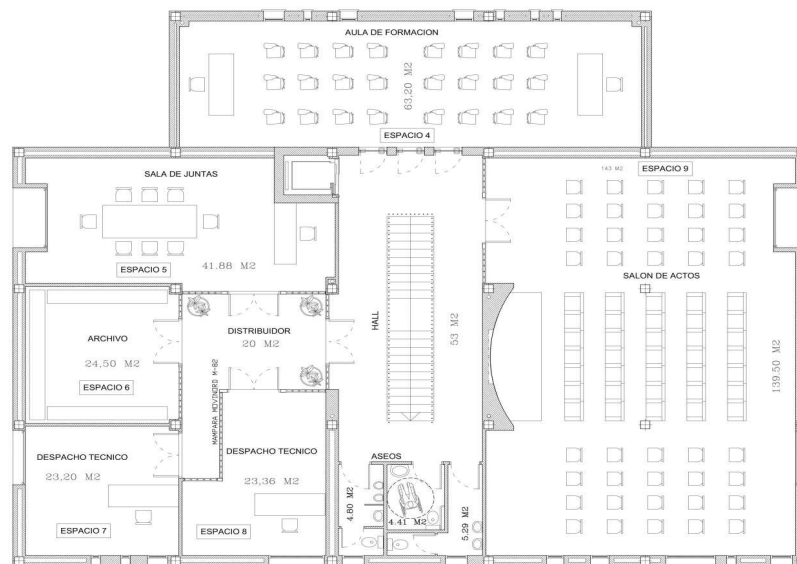 AULA DE FORMACION
63,20 M2
ESPACIO 4
SALA DE JUNTAS
ESPACIO 5
41.88 M2
143 M2
ESPACIO 9
SALON DE ACTOS
139.50 M2
ARCHIVO
24,50 M2
ESPACIO 6
DISTRIBUIDOR
20 M2
HALL
53 M2
MAMPARA MOVINORD M-82
DESPACHO TECNICO
23,20 M2
ESPACIO 7
DESPACHO TECNICO
23,36 M2
ESPACIO 8
ASEOS
4.80 M2
4.41 M2
5.29 M2